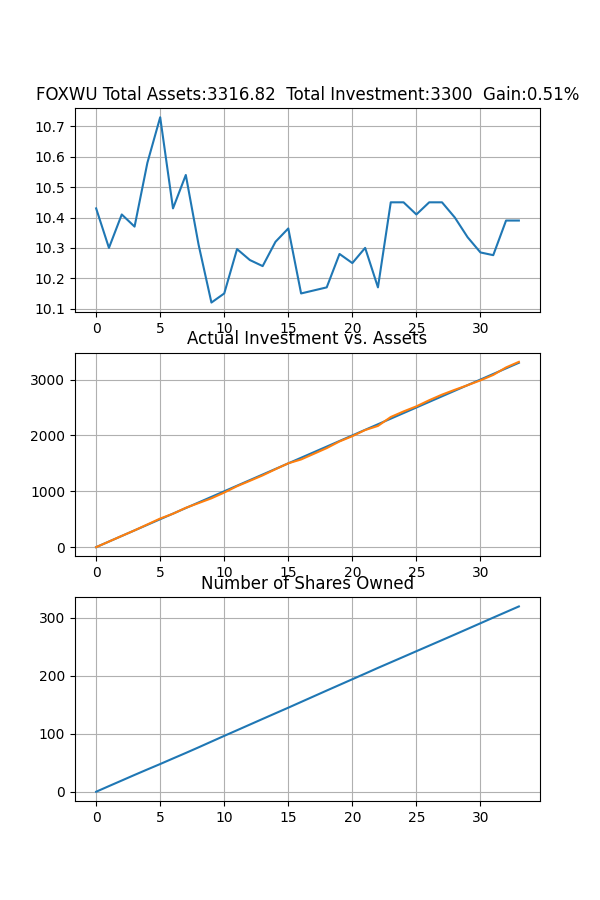 FOXWU Total Assets:3316.82  Total Investment:3300  Gain:0.51%
10.7
10.6
10.5
10.4
10.3
10.2
10.1
0 5 10 15 20 25 30
Actual Investment vs. Assets
3000
2000
1000
0
0 5 10 15 20 25 30
Number of Shares Owned
300
200
100
0
0 5 10 15 20 25 30